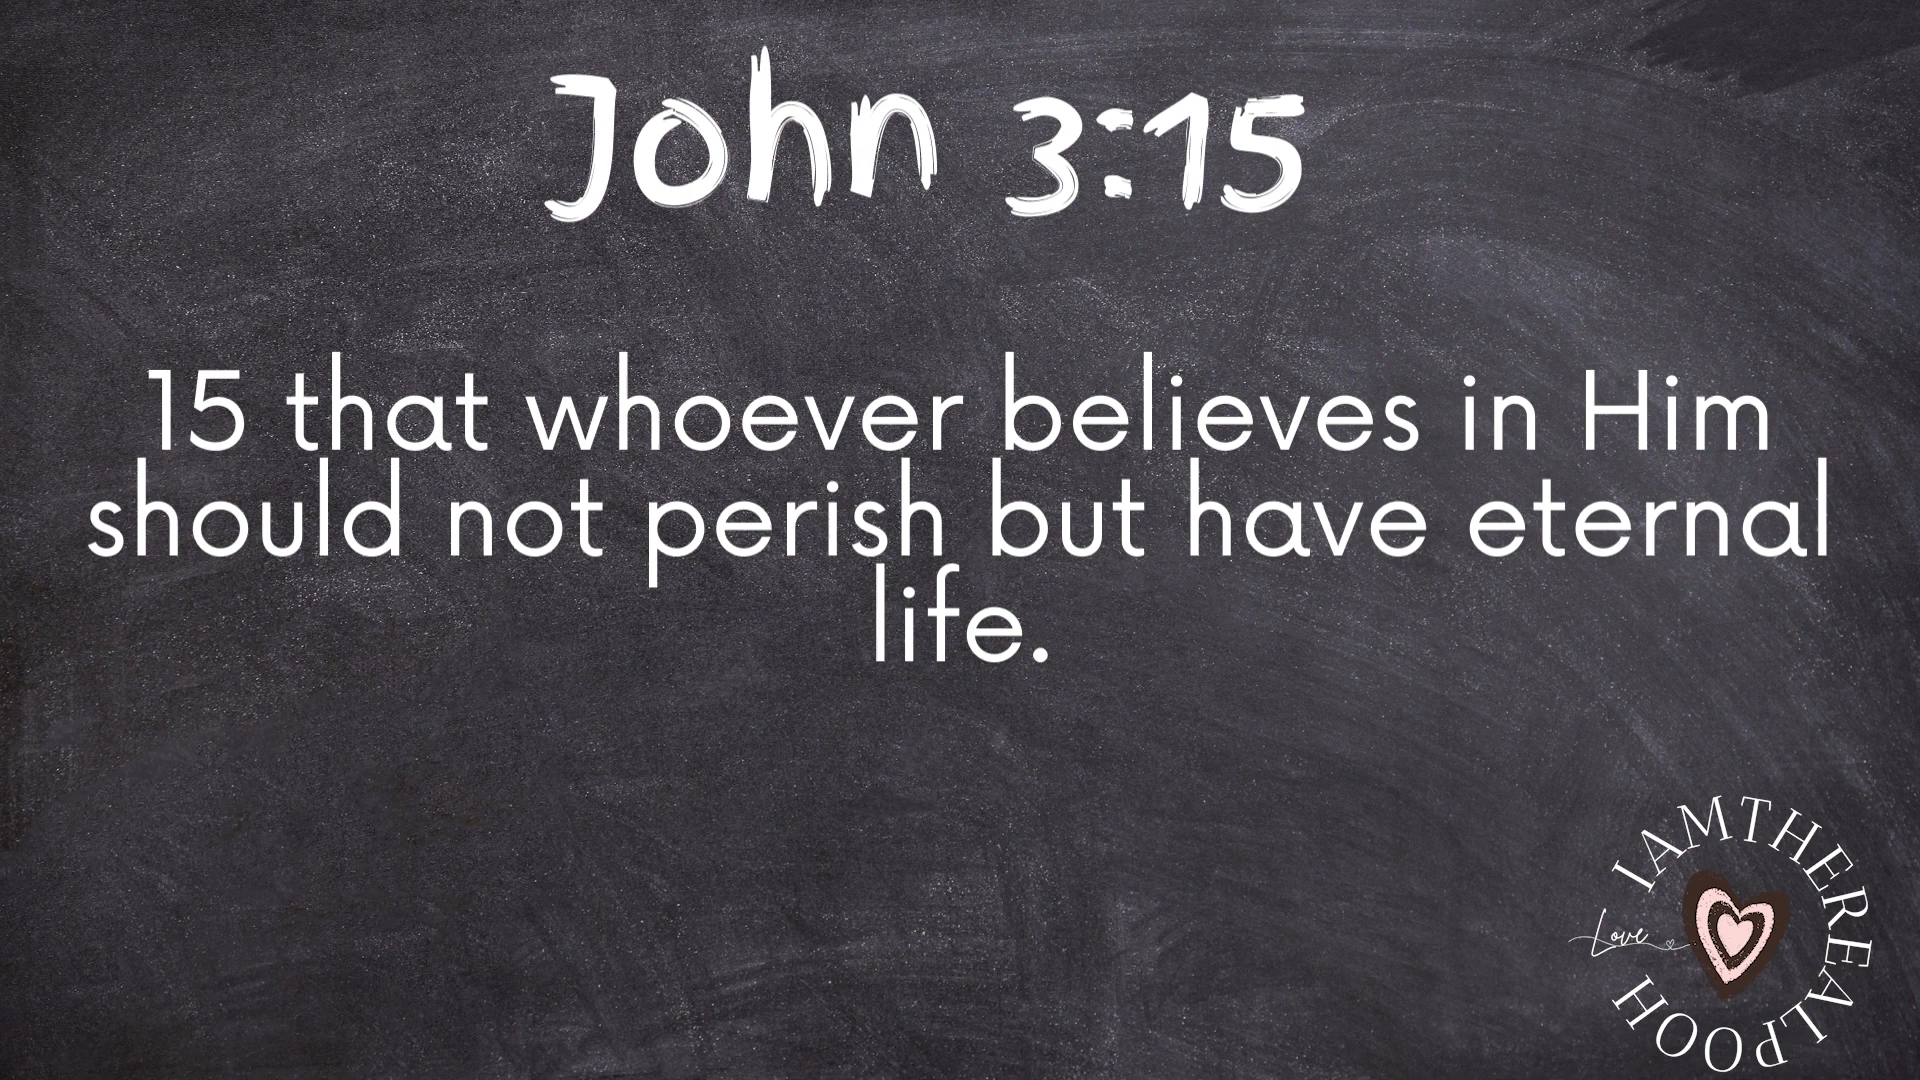 John 3:15
15 that whoever believes in Him
should not perish but have eternal
life.
IAMTHEREALPOOH
Love